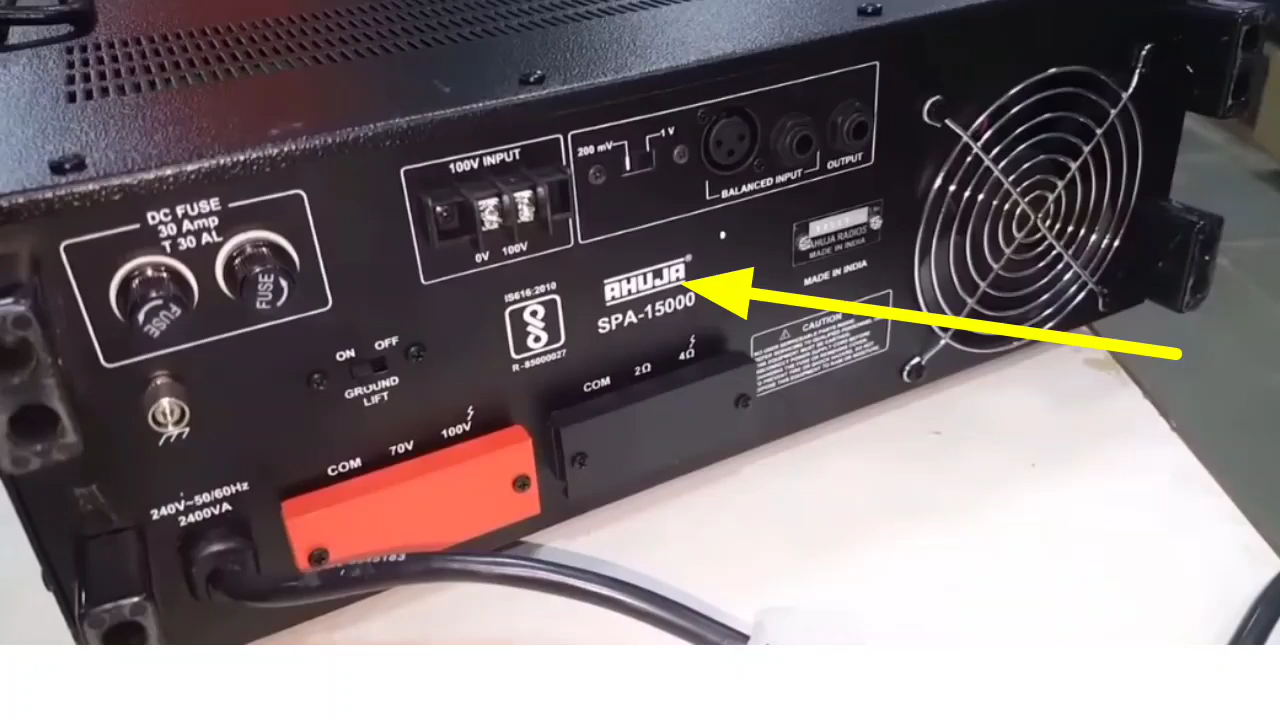 DC FUSE
30 Amp
T 30 AL
FUSE
FUSE
100V INPUT
0V 100V
200 mV 1 V
BALANCED INPUT
OUTPUT
AHUJA RADIOS
MADE IN INDIA
MADE IN INDIA
IS616:2010
R-85000027
AHUJA®
SPA-15000
ON OFF
GROUND
LIFT
COM 2Ω 4Ω
CAUTION
COM 70V 100V
240V~50/60Hz
2400VA